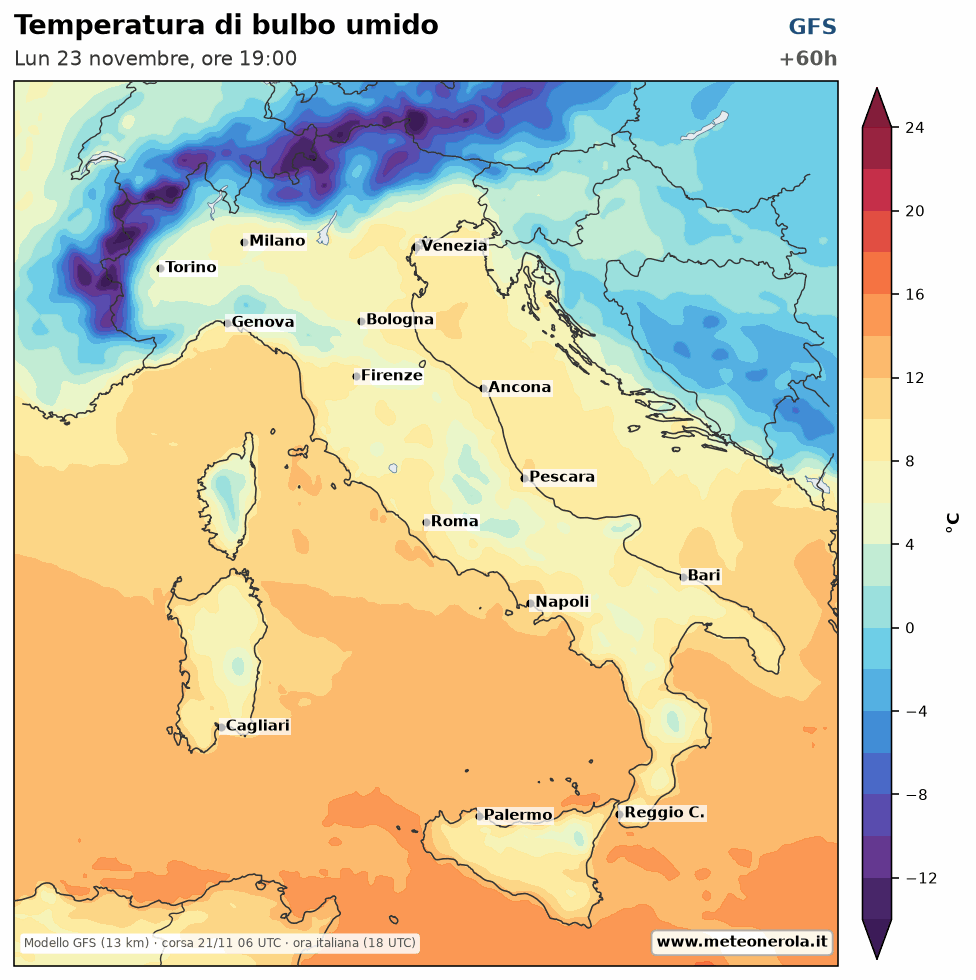 Temperatura di bulbo umido
GFS
Lun 23 novembre, ore 19:00
+60h
Milano
Venezia
Torino
Genova
Bologna
Firenze
Ancona
Pescara
Roma
Bari
Napoli
Cagliari
Palermo
Reggio C.
24
20
16
12
8
4
0
−4
−8
−12
°C
Modello GFS (13 km) · corsa 21/11 06 UTC · ora italiana (18 UTC)
www.meteonerola.it